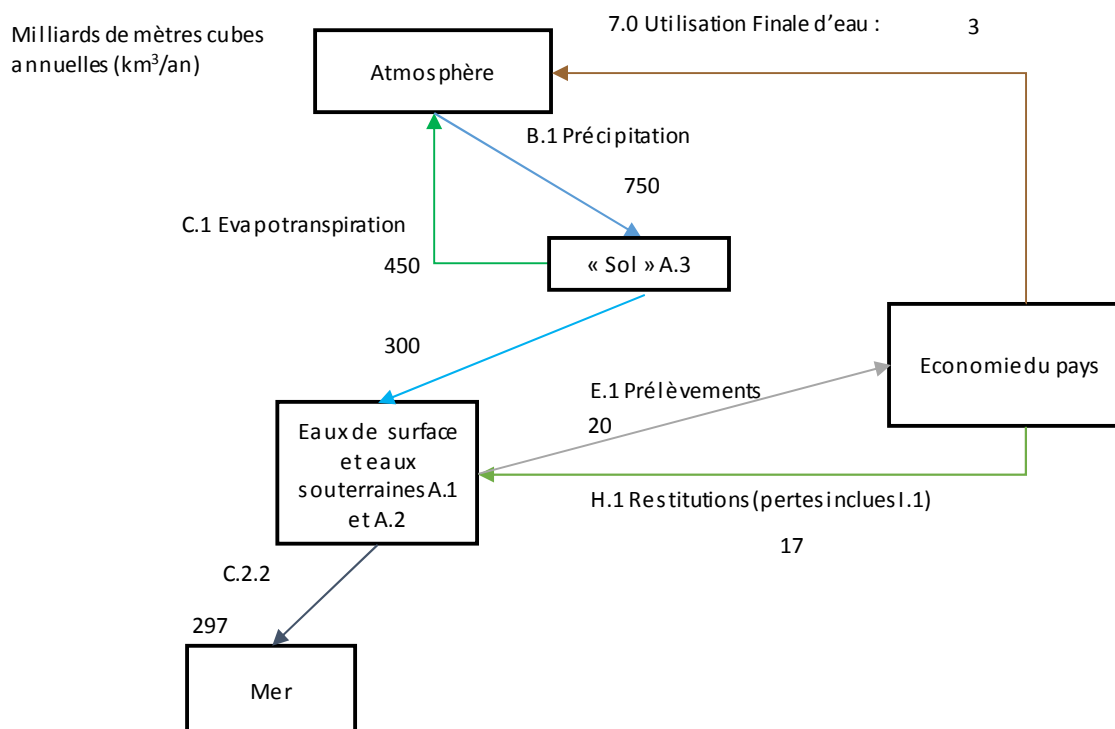 7.0 Utilisation Finale d’eau : 3
Milliards de mètres cubes
annuelles (km³/an)
Atmosphère
B.1 Précipitation
750
C.1 Evapotranspiration
450
« Sol » A.3
300
Economie du pays
E.1 Prélèvements
20
Eaux de surface
et eaux
souterraines A.1
et A.2
H.1 Restitutions (pertes inclues I.1)
17
C.2.2
297
Mer